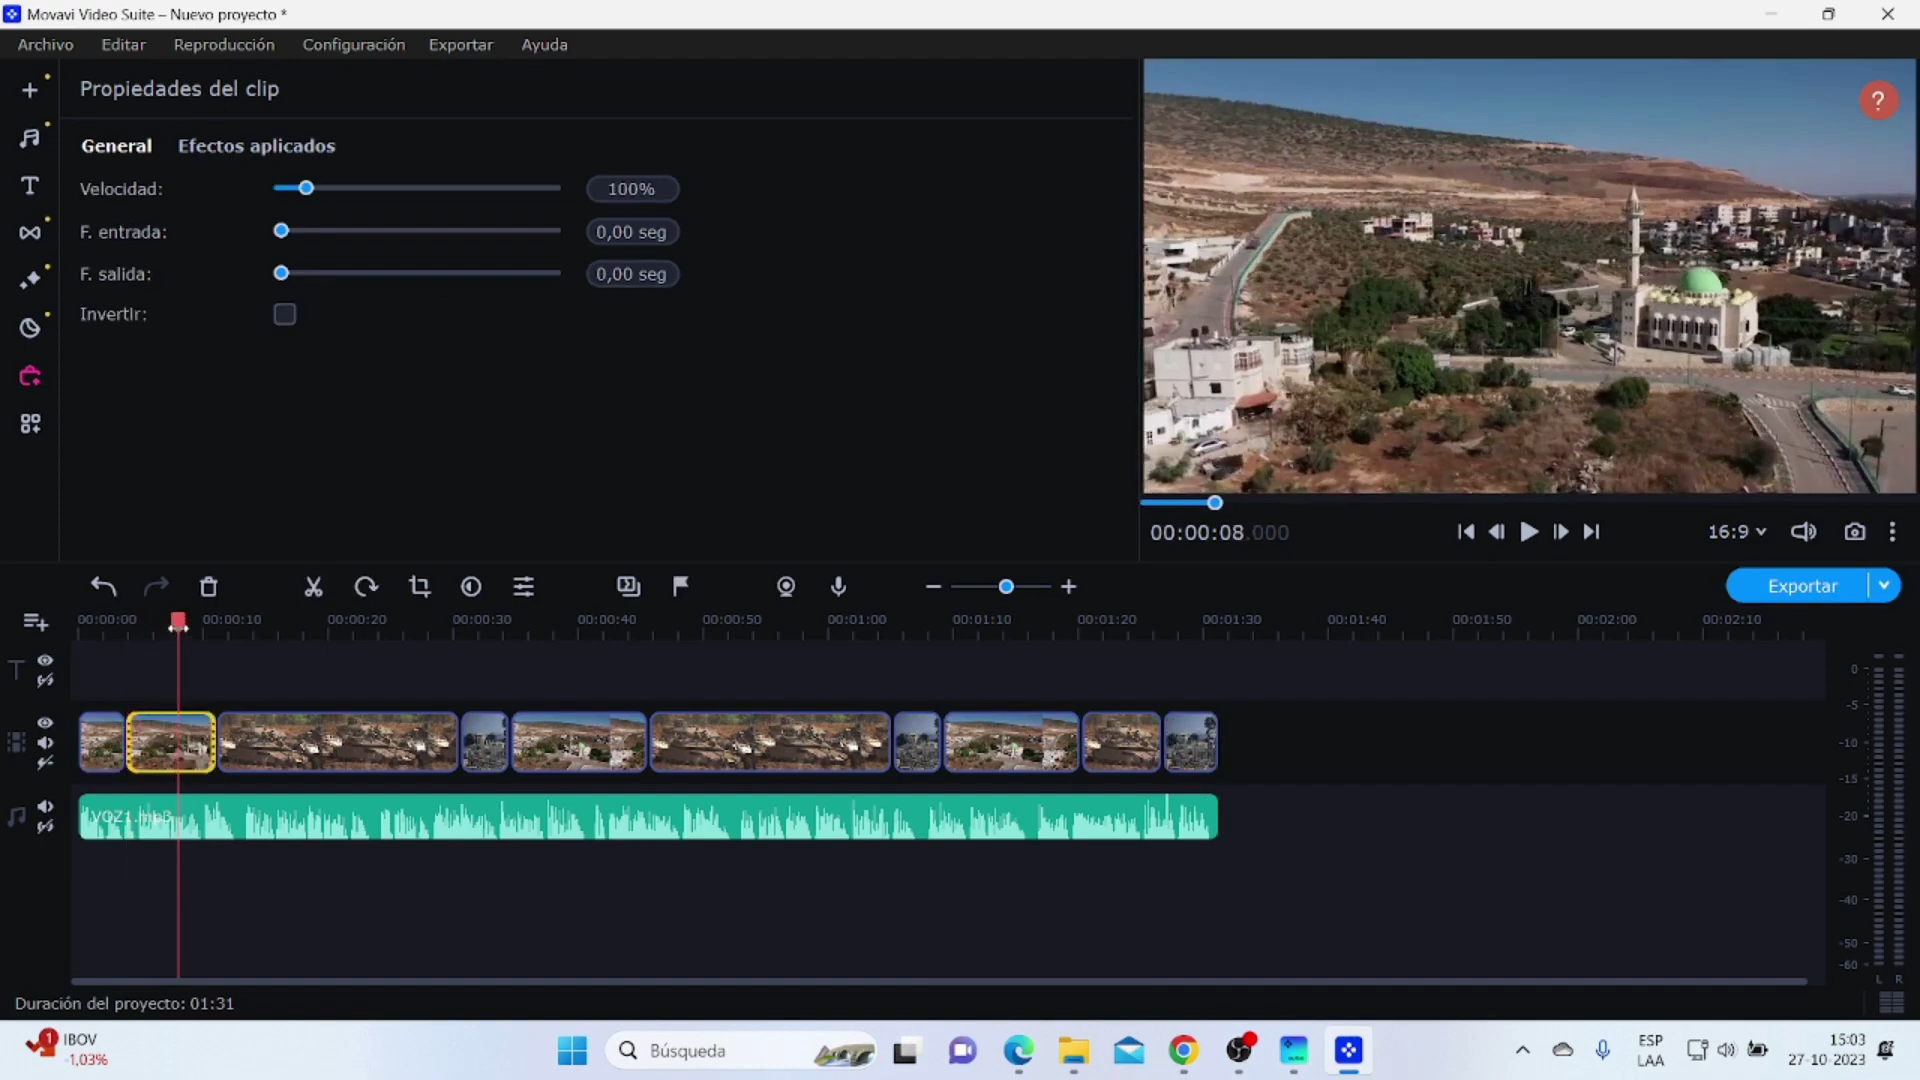 Movavi Video Suite – Nuevo proyecto *
Archivo Editar Reproducción Configuración Exportar Ayuda
Propiedades del clip
General Efectos aplicados
Velocidad: 100%
F. entrada: 0,00 seg
F. salida: 0,00 seg
Invertir:
?
00:00:08.000
16:9
Exportar
00:00:00 00:00:10 00:00:20 00:00:30 00:00:40 00:00:50 00:01:00 00:01:10 00:01:20 00:01:30 00:01:40 00:01:50 00:02:00 00:02:10
VOZ1.mp3
0
-5
-10
-15
-20
-30
-40
-50
-60
L R
Duración del proyecto: 01:31
1
IBOV
-1,03%
Búsqueda
ESP
LAA
15:03
27-10-2023